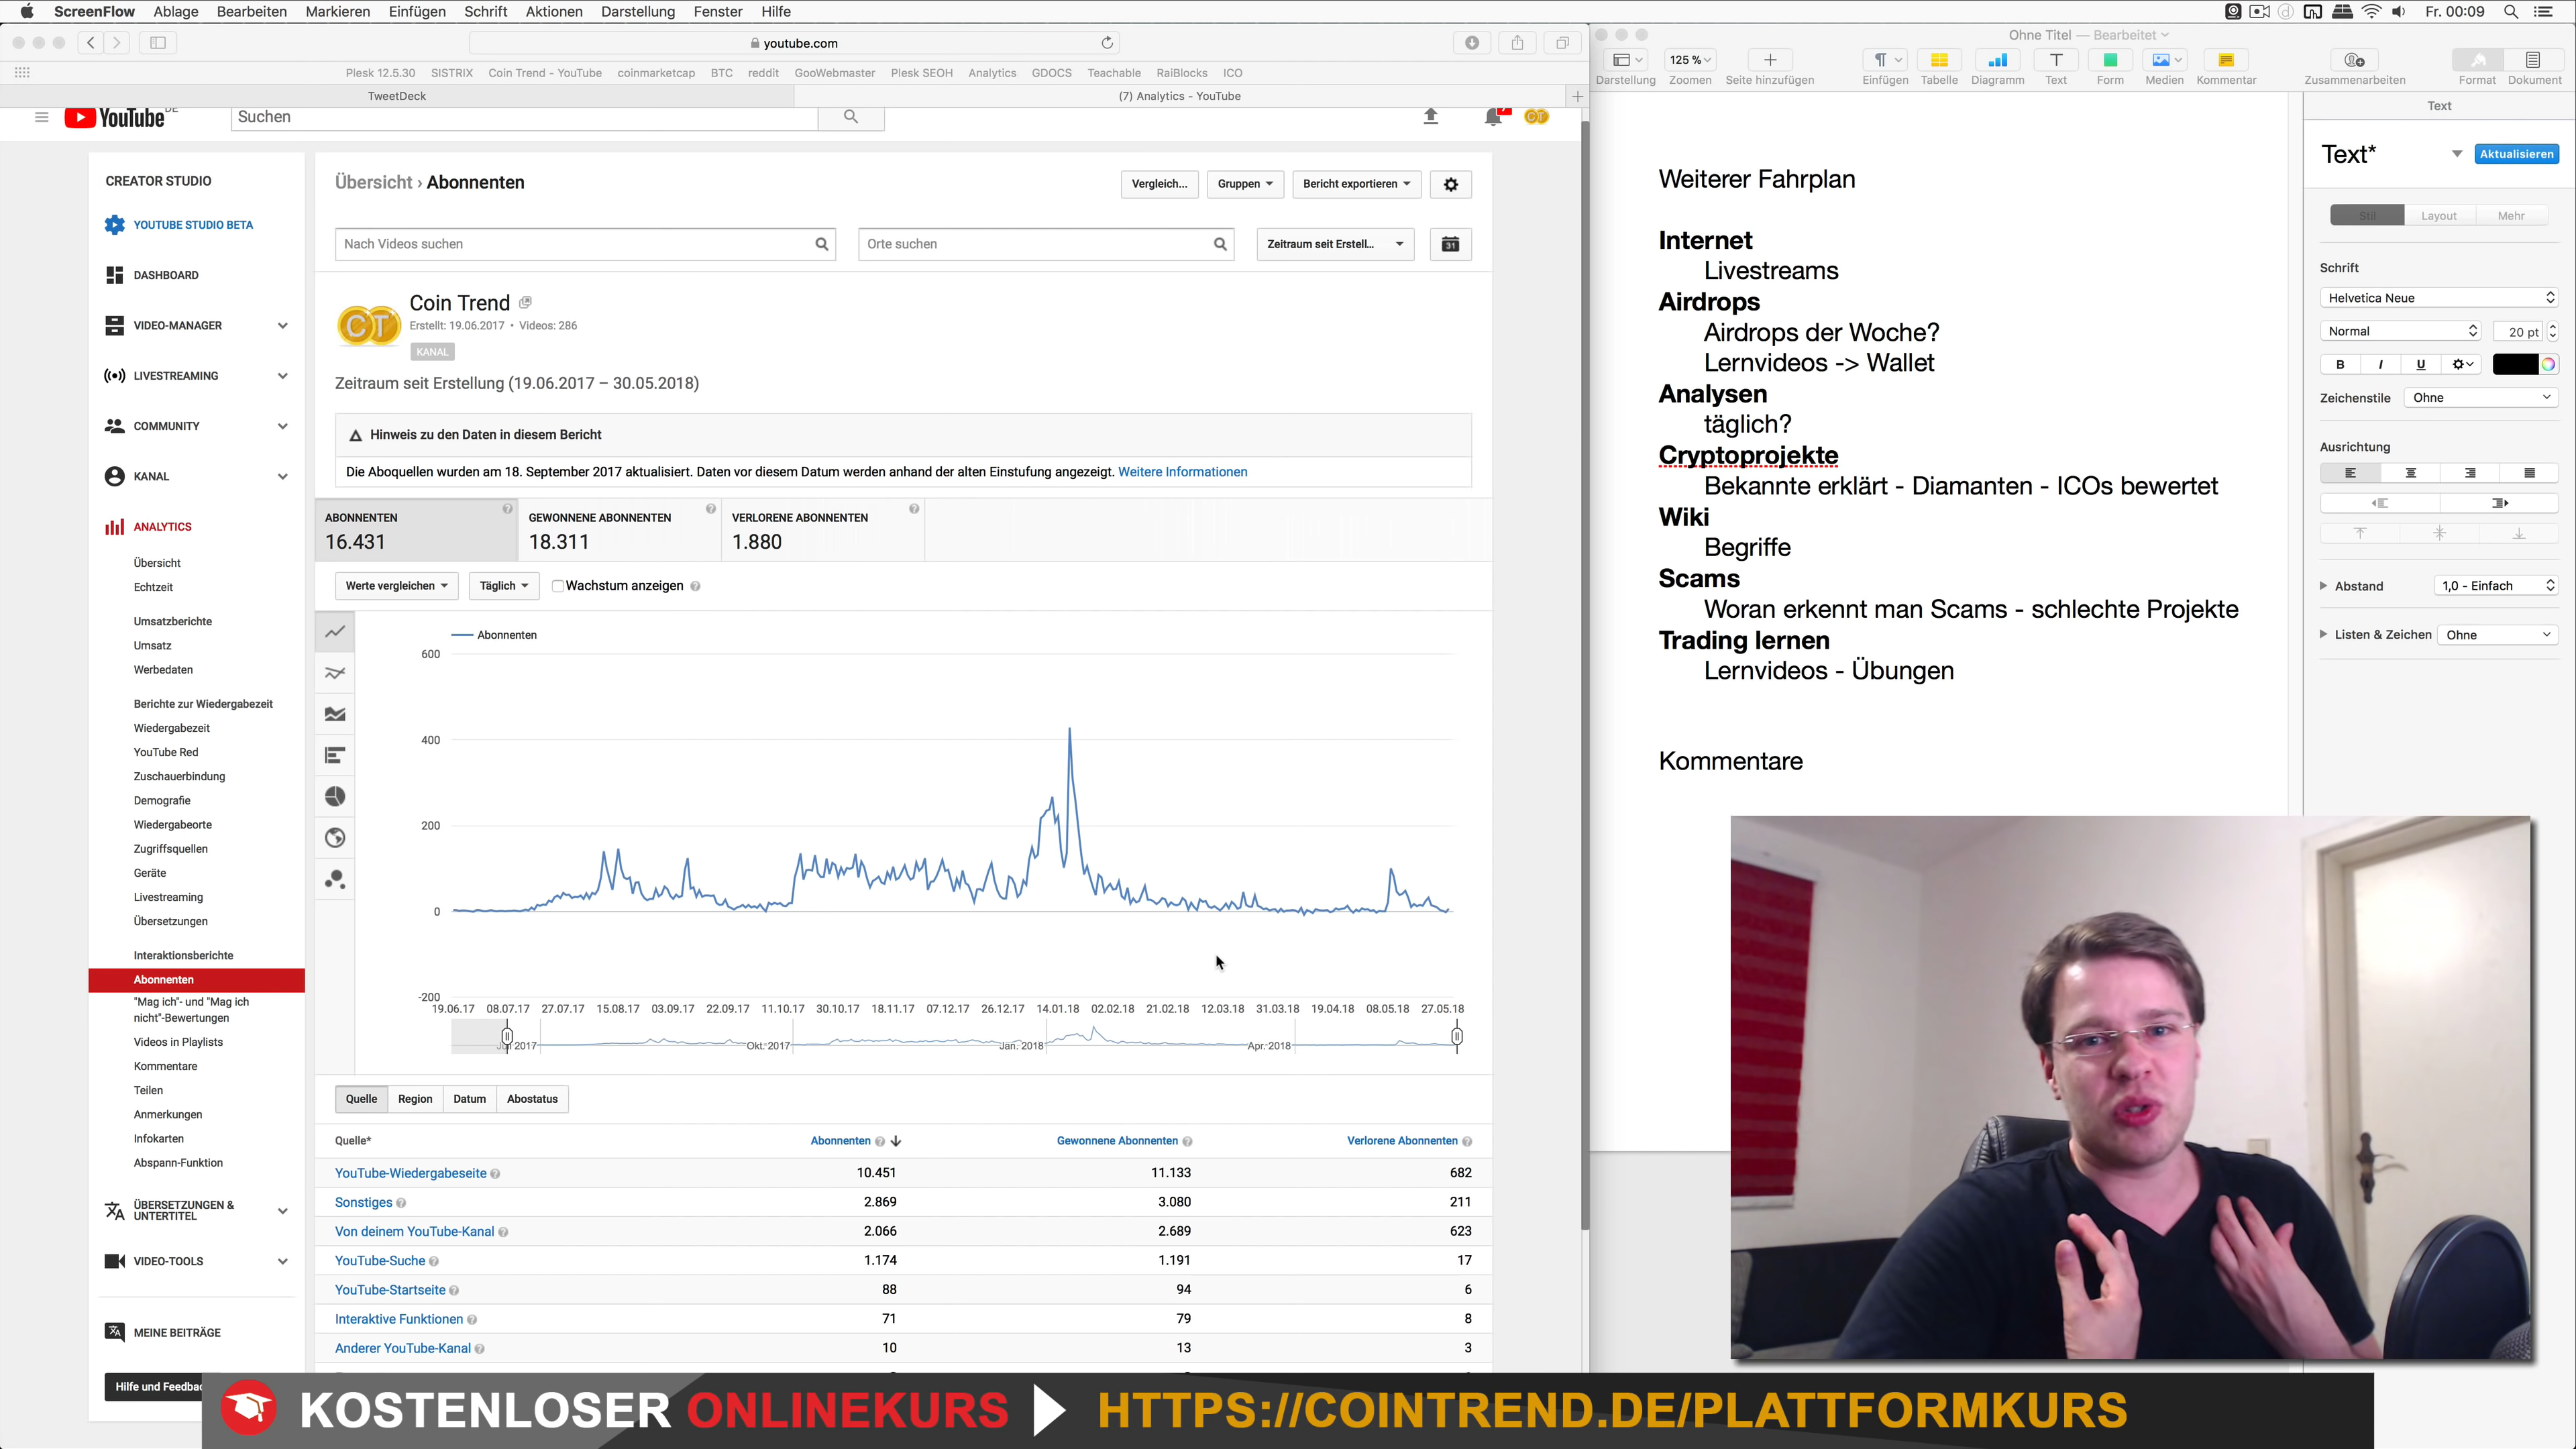 ScreenFlow Ablage Bearbeiten Markieren Einfügen Schrift Aktionen Darstellung Fenster Hilfe
Fr. 00:09
youtube.com
Plesk 12.5.30 SISTRIX Coin Trend - YouTube coinmarketcap BTC reddit GooWebmaster Plesk SEOH Analytics GDOCS Teachable RaiBlocks ICO
TweetDeck
(7) Analytics - YouTube
YouTube DE
Suchen
CREATOR STUDIO
YOUTUBE STUDIO BETA
DASHBOARD
VIDEO-MANAGER
LIVESTREAMING
COMMUNITY
KANAL
ANALYTICS
Übersicht
Echtzeit
Umsatzberichte
Umsatz
Werbedaten
Berichte zur Wiedergabezeit
Wiedergabezeit
YouTube Red
Zuschauerbindung
Demografie
Wiedergabeorte
Zugriffsquellen
Geräte
Livestreaming
Übersetzungen
Interaktionsberichte
Abonnenten
"Mag ich"- und "Mag ich
nicht"-Bewertungen
Videos in Playlists
Kommentare
Teilen
Anmerkungen
Infokarten
Abspann-Funktion
ÜBERSETZUNGEN &
UNTERTITEL
VIDEO-TOOLS
MEINE BEITRÄGE
Hilfe und Feedbac
Übersicht › Abonnenten
Vergleich...
Gruppen
Bericht exportieren
Nach Videos suchen
Orte suchen
Zeitraum seit Erstell...
31
CT
Coin Trend
Erstellt: 19.06.2017 • Videos: 286
KANAL
Zeitraum seit Erstellung (19.06.2017 – 30.05.2018)
Hinweis zu den Daten in diesem Bericht
Die Aboquellen wurden am 18. September 2017 aktualisiert. Daten vor diesem Datum werden anhand der alten Einstufung angezeigt. Weitere Informationen
ABONNENTEN
16.431
GEWONNENE ABONNENTEN
18.311
VERLORENE ABONNENTEN
1.880
Werte vergleichen
Täglich
Wachstum anzeigen
Abonnenten
600
400
200
0
-200
19.06.17 08.07.17 27.07.17 15.08.17 03.09.17 22.09.17 11.10.17 30.10.17 18.11.17 07.12.17 26.12.17 14.01.18 02.02.18 21.02.18 12.03.18 31.03.18 19.04.18 08.05.18 27.05.18
2017 Okt. 2017 Jan. 2018 Apr. 2018
Quelle Region Datum Abostatus
Quelle* Abonnenten Gewonnene Abonnenten Verlorene Abonnenten
YouTube-Wiedergabeseite 10.451 11.133 682
Sonstiges 2.869 3.080 211
Von deinem YouTube-Kanal 2.066 2.689 623
YouTube-Suche 1.174 1.191 17
YouTube-Startseite 88 94 6
Interaktive Funktionen 71 79 8
Anderer YouTube-Kanal 10 13 3
Ohne Titel — Bearbeitet
125 %
Darstellung Zoomen Seite hinzufügen Einfügen Tabelle Diagramm Text Form Medien Kommentar Zusammenarbeiten Format Dokument
Weiterer Fahrplan
Internet
Livestreams
Airdrops
Airdrops der Woche?
Lernvideos -> Wallet
Analysen
täglich?
Cryptoprojekte
Bekannte erklärt - Diamanten - ICOs bewertet
Wiki
Begriffe
Scams
Woran erkennt man Scams - schlechte Projekte
Trading lernen
Lernvideos - Übungen
Kommentare
Text
Text*
Aktualisieren
Stil Layout Mehr
Schrift
Helvetica Neue
Normal
20 pt
B I U
Zeichenstile Ohne
Ausrichtung
Abstand 1,0 - Einfach
Listen & Zeichen Ohne
KOSTENLOSER ONLINEKURS HTTPS://COINTREND.DE/PLATTFORMKURS